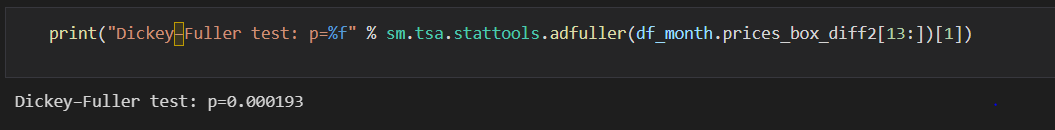 print("Dickey–Fuller test: p=%f" % sm.tsa.stattools.adfuller(df_month.prices_box_diff2[13:])[1])
Dickey–Fuller test: p=0.000193